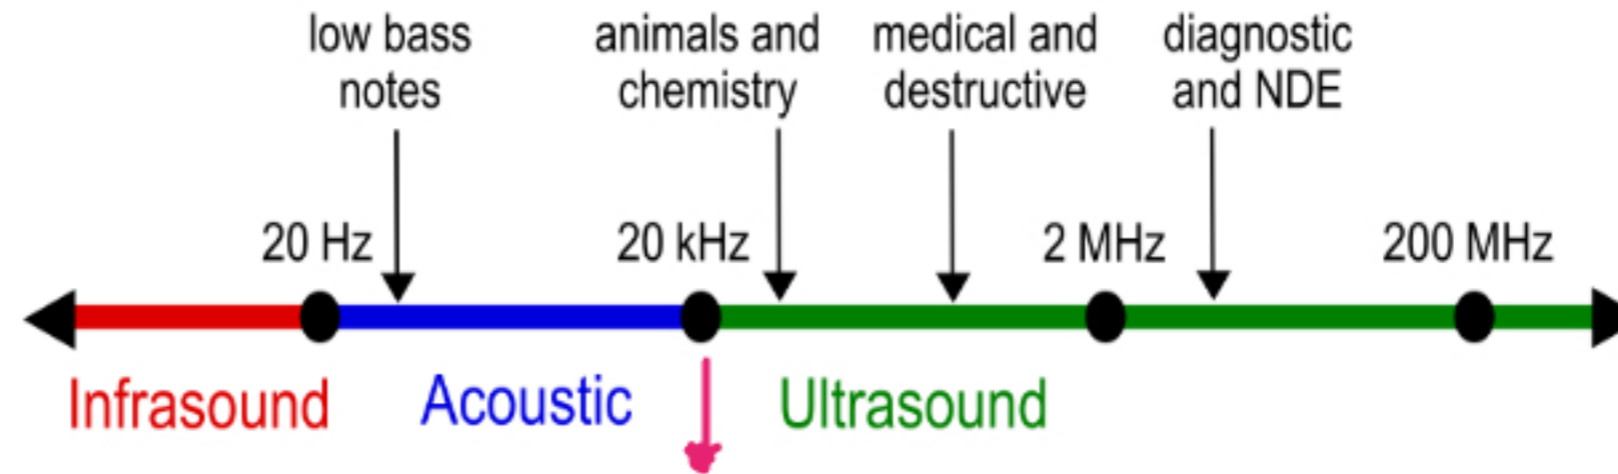 low bass
notes
animals and
chemistry
medical and
destructive
diagnostic
and NDE
20 Hz
20 kHz
2 MHz
200 MHz
Infrasound
Acoustic
Ultrasound